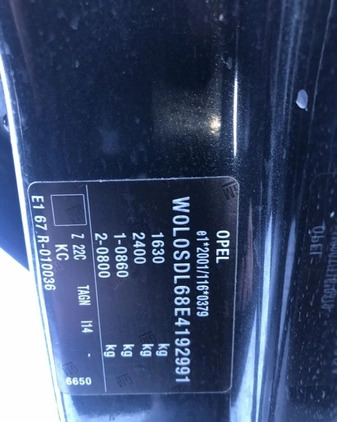 OPEL
e1*2001/116*0379
W0L0SDL68E4192991
1630 kg
2400 kg
1-0860 kg
2-0800 kg
Z 22C TAGN I14 -
KC
E1 67 R-010036
6650